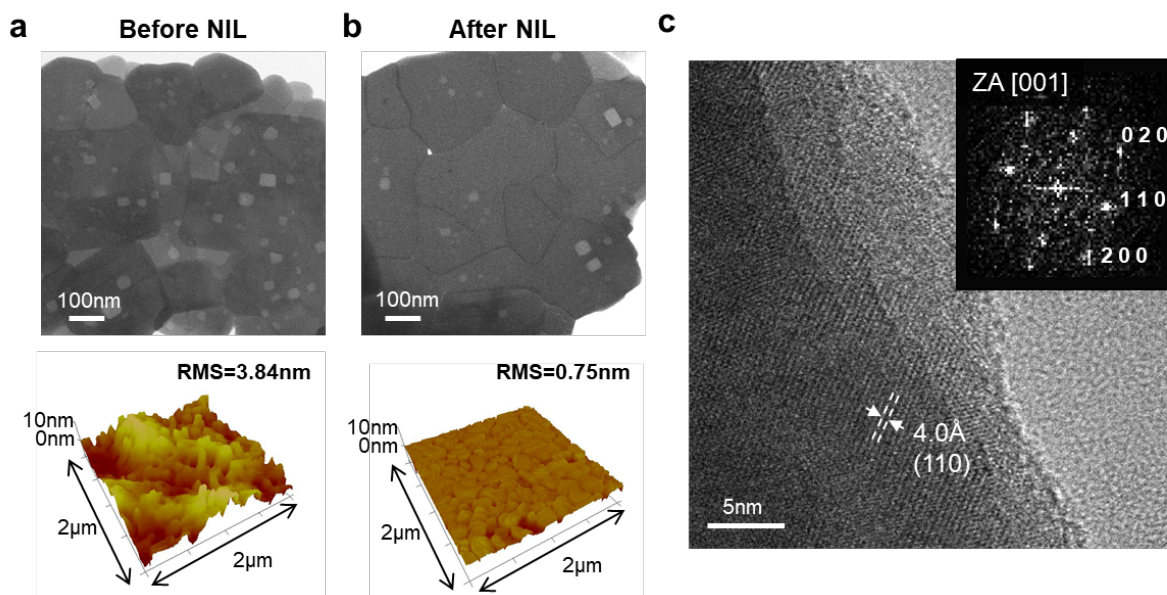 a
Before NIL
100nm
RMS=3.84nm
10nm
0nm
2µm
2µm
b
After NIL
100nm
RMS=0.75nm
10nm
0nm
2µm
2µm
c
ZA [001]
0 2 0
1 1 0
2 0 0
4.0Å
(110)
5nm